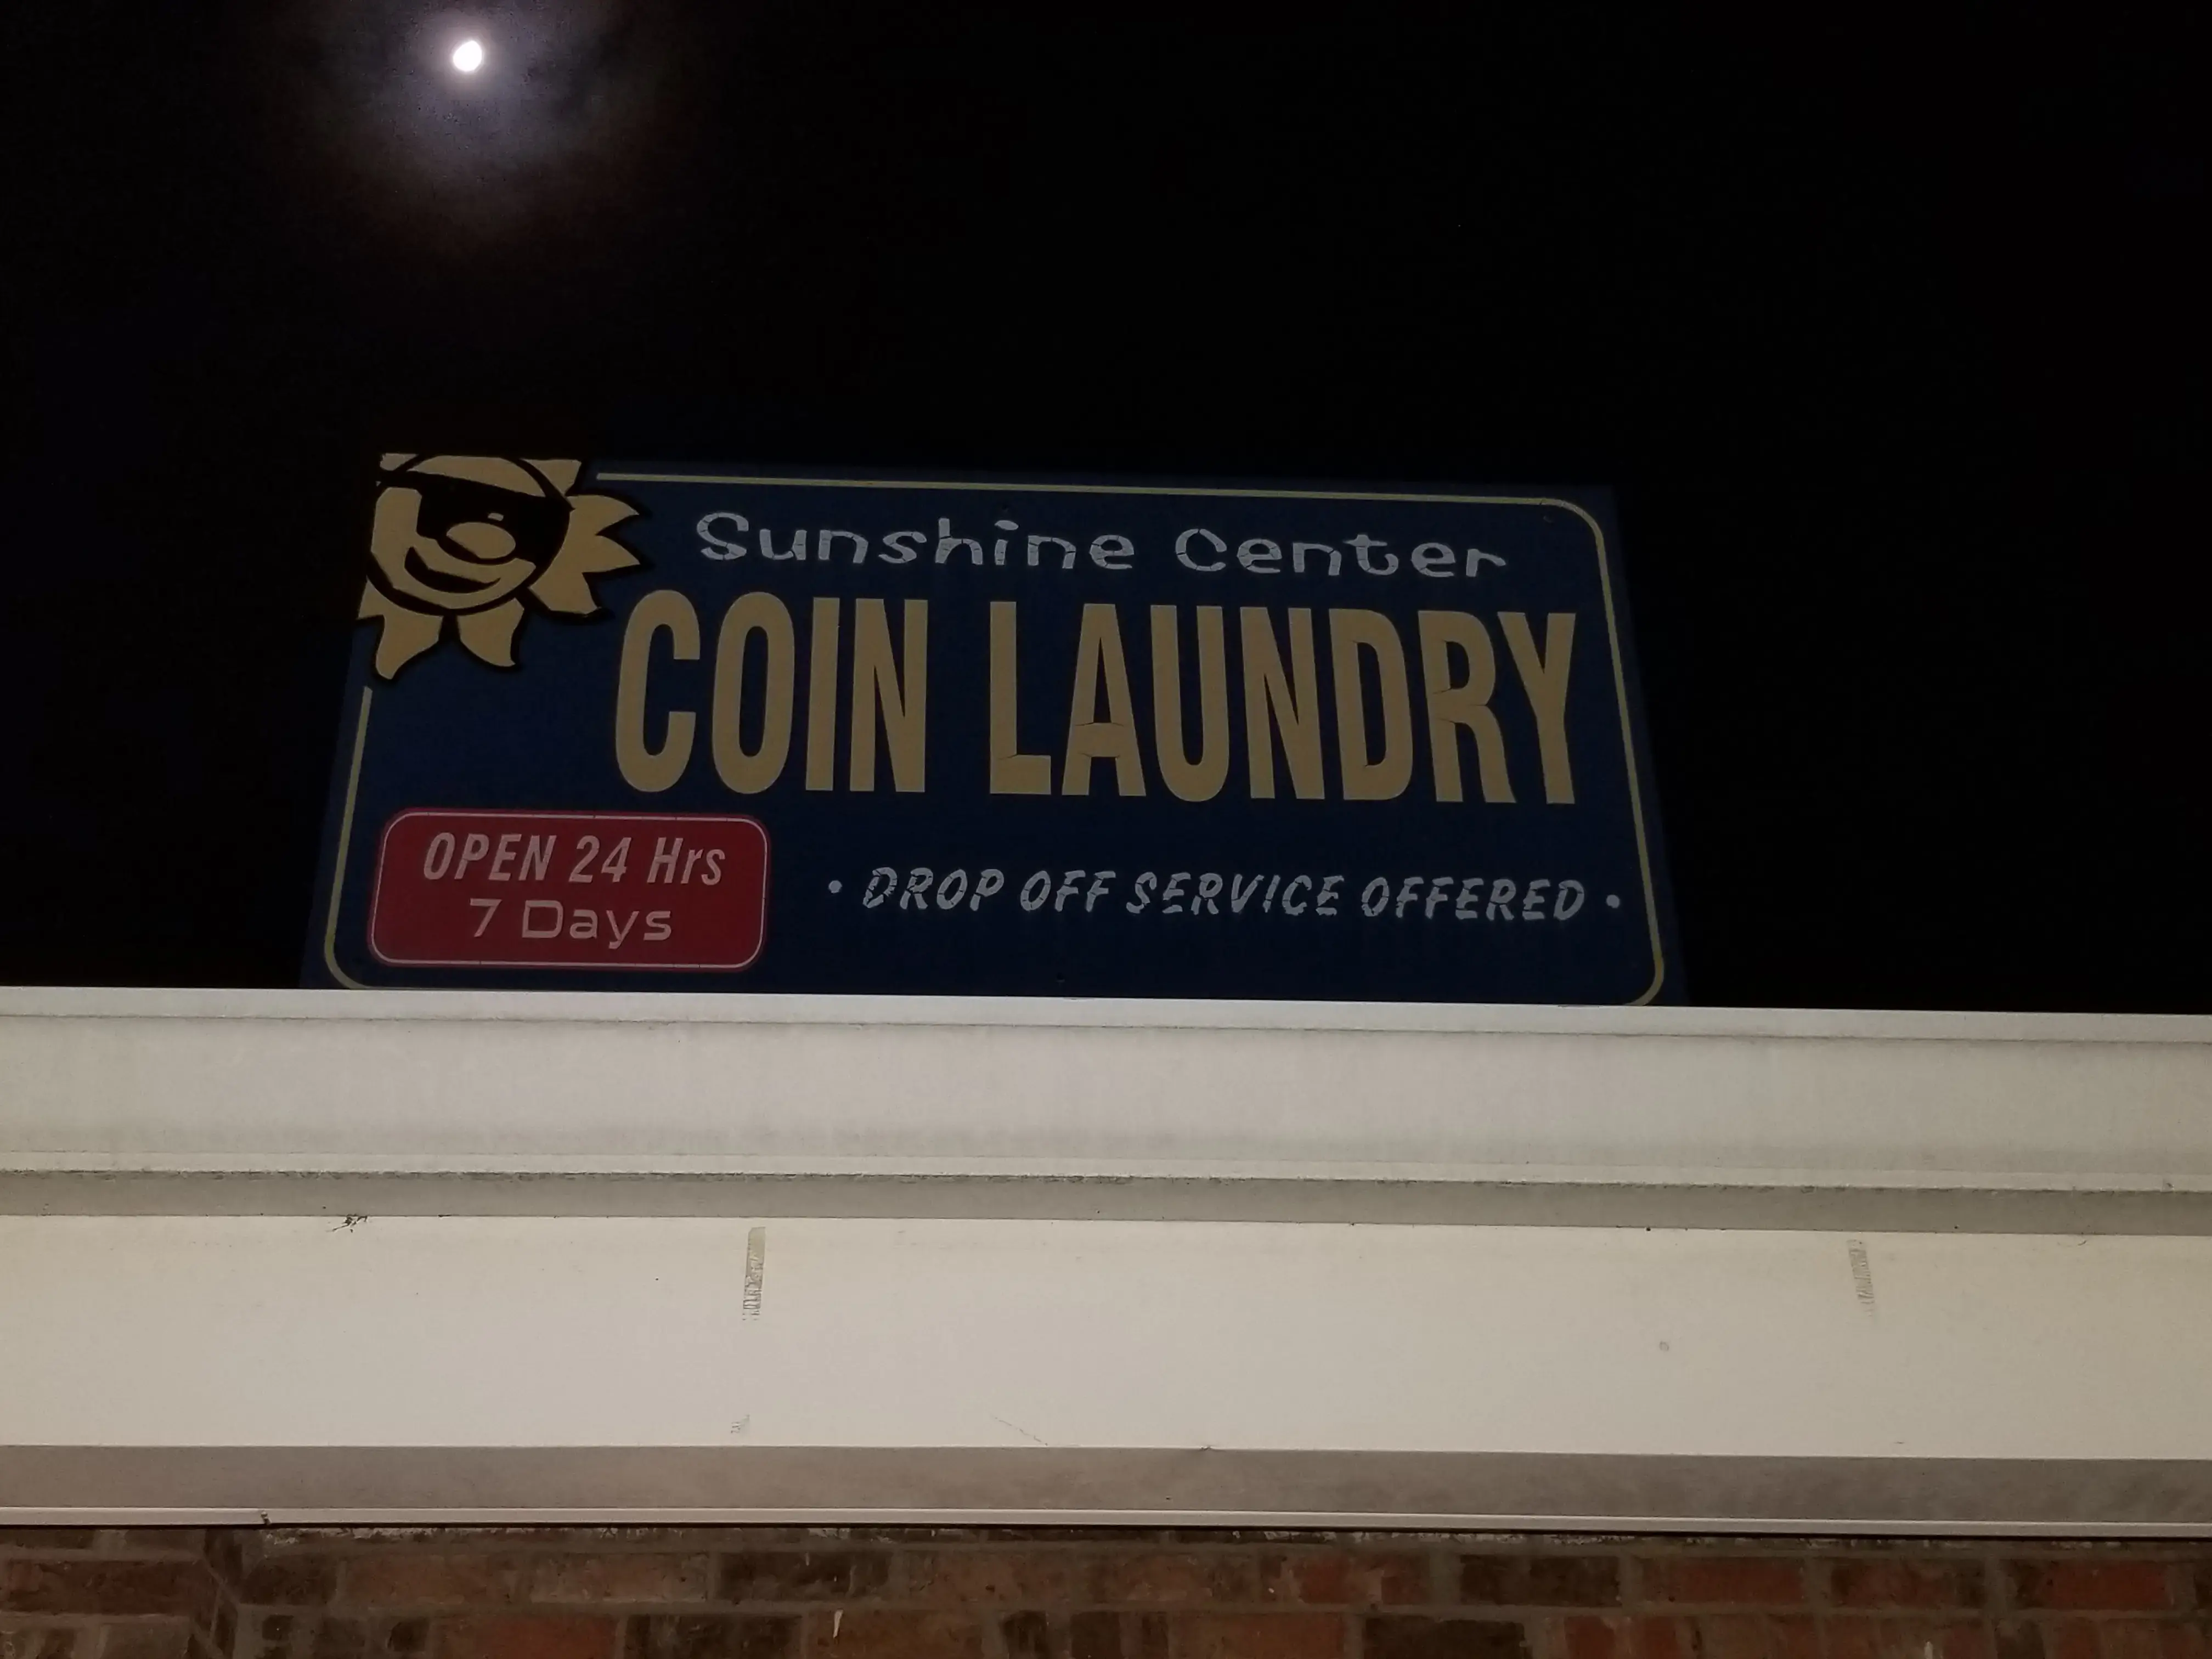 Sunshine Center
COIN LAUNDRY
OPEN 24 Hrs
7 Days
• DROP OFF SERVICE OFFERED •